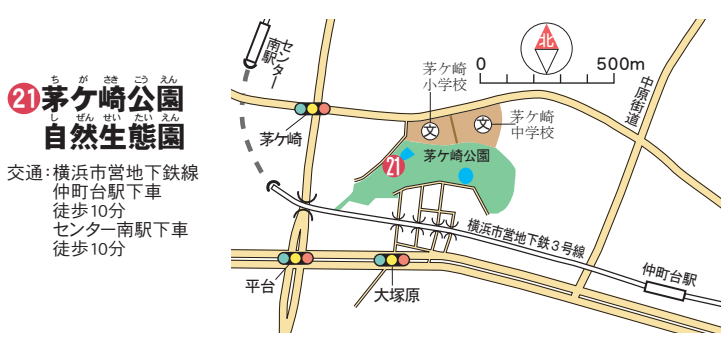 21 茅ケ崎公園
ち が さき こう えん
自然生態園
し ぜん せい たい えん
交通：横浜市営地下鉄線
仲町台駅下車
徒歩10分
センター南駅下車
徒歩10分
センター
南駅
茅ケ崎
小学校
文
文
茅ケ崎
中学校
北
0 500m
中原街道
茅ケ崎
21
茅ケ崎公園
横浜市営地下鉄3号線
仲町台駅
平台
大塚原